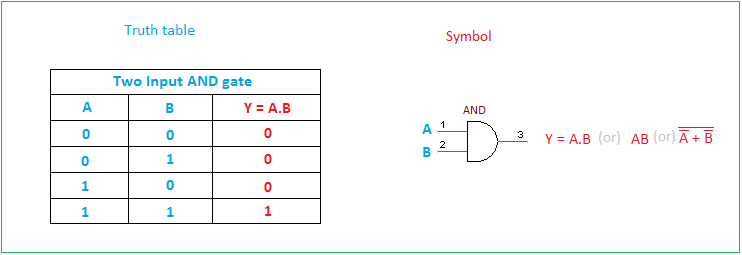 Truth table
Symbol
Two Input AND gate
A B Y = A.B
0 0 0
0 1 0
1 0 0
1 1 1
AND
A 1
B 2
3
Y = A.B (or) AB (or) A̿ + B̿